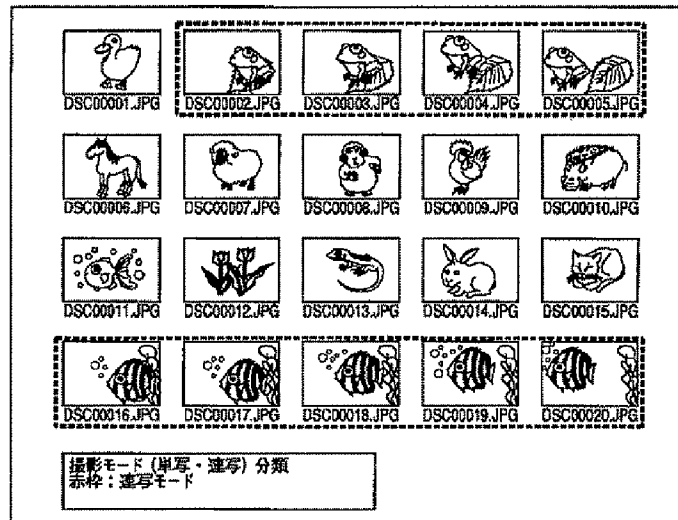 DSC00001.JPG DSC00002.JPG DSC00003.JPG DSC00004.JPG DSC00005.JPG
DSC00006.JPG DSC00007.JPG DSC00008.JPG DSC00009.JPG DSC00010.JPG
DSC00011.JPG DSC00012.JPG DSC00013.JPG DSC00014.JPG DSC00015.JPG
DSC00016.JPG DSC00017.JPG DSC00018.JPG DSC00019.JPG DSC00020.JPG
撮影モード (単写・連写) 分類
赤枠：連写モード